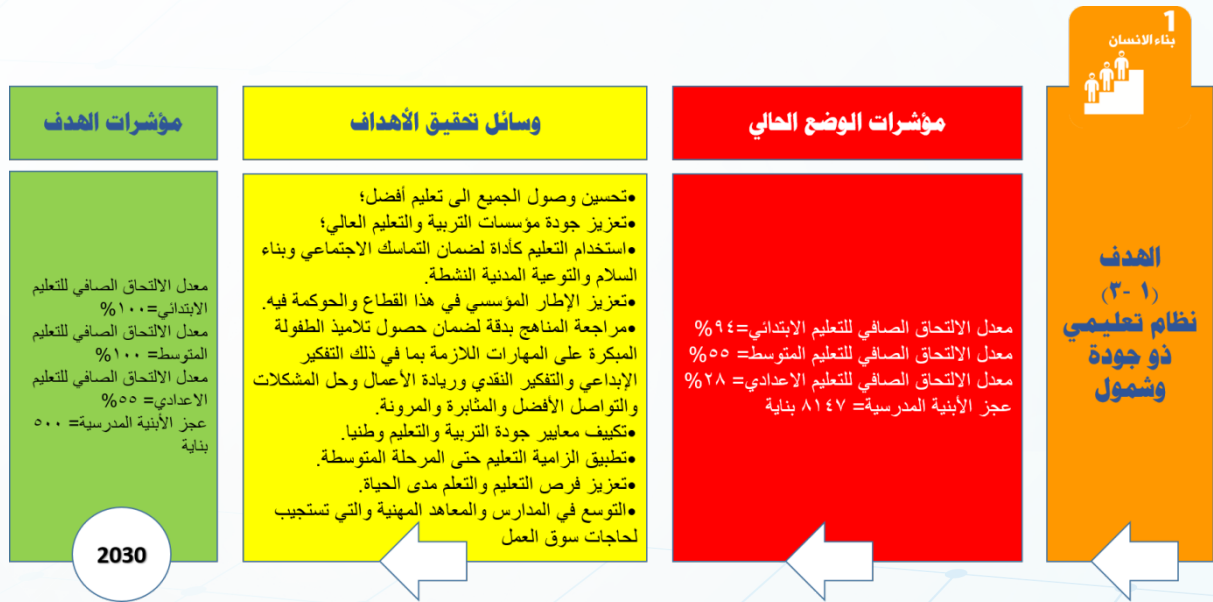 1
بناء الانسان
الهدف
(١ -٣)
نظام تعليمي
ذو جودة
وشمول
مؤشرات الوضع الحالي
معدل الالتحاق الصافي للتعليم الابتدائي=٩٤%
معدل الالتحاق الصافي للتعليم المتوسط= ٥٥%
معدل الالتحاق الصافي للتعليم الاعدادي= ٢٨%
عجز الأبنية المدرسية= ٨١٤٧ بناية
وسائل تحقيق الأهداف
•تحسين وصول الجميع الى تعليم أفضل؛
•تعزيز جودة مؤسسات التربية والتعليم العالي؛
•استخدام التعليم كأداة لضمان التماسك الاجتماعي وبناء
السلام والتوعية المدنية النشطة.
•تعزيز الإطار المؤسسي في هذا القطاع والحوكمة فيه.
•مراجعة المناهج بدقة لضمان حصول تلاميذ الطفولة
المبكرة على المهارات اللازمة بما في ذلك التفكير
الإبداعي والتفكير النقدي وريادة الأعمال وحل المشكلات
والتواصل الأفضل والمثابرة والمرونة.
•تكييف معايير جودة التربية والتعليم وطنيا.
•تطبيق الزامية التعليم حتى المرحلة المتوسطة.
•تعزيز فرص التعليم والتعلم مدى الحياة.
•التوسع في المدارس والمعاهد المهنية والتي تستجيب
لحاجات سوق العمل
مؤشرات الهدف
معدل الالتحاق الصافي للتعليم
الابتدائي=١٠٠%
معدل الالتحاق الصافي للتعليم
المتوسط= ١٠٠%
معدل الالتحاق الصافي للتعليم
الاعدادي= ٥٥%
عجز الأبنية المدرسية= ٥٠٠
بناية
2030